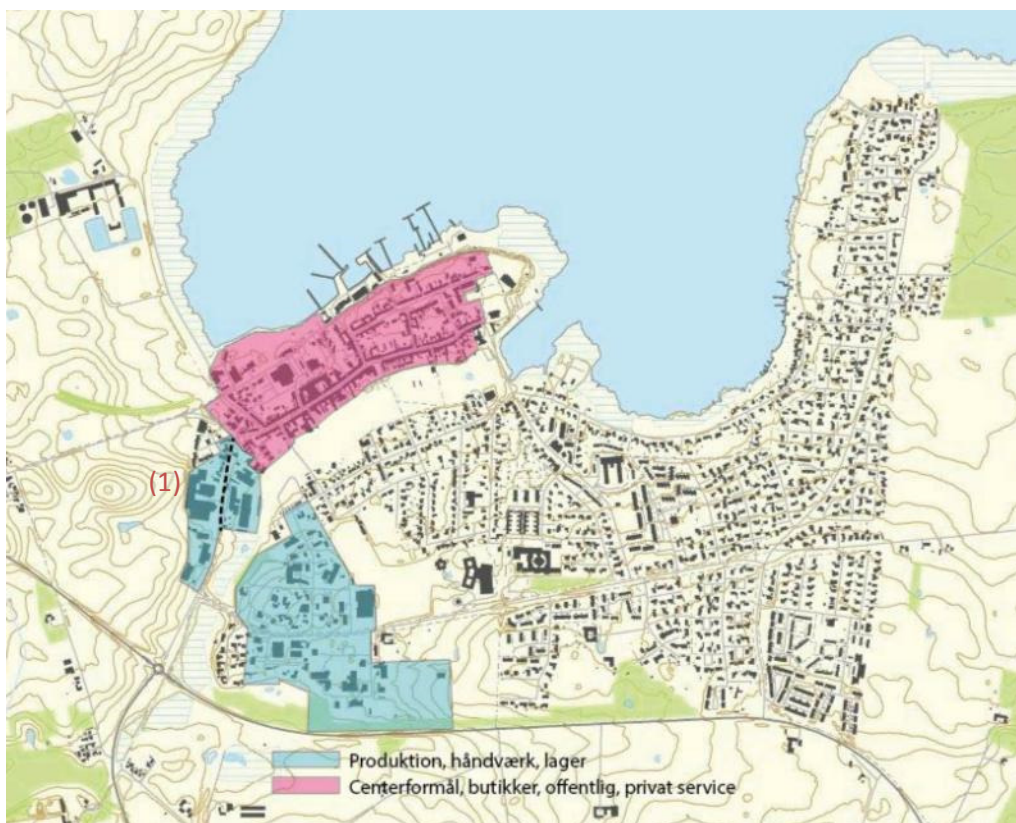 (1)
Produktion, håndværk, lager
Centerformål, butikker, offentlig, privat service